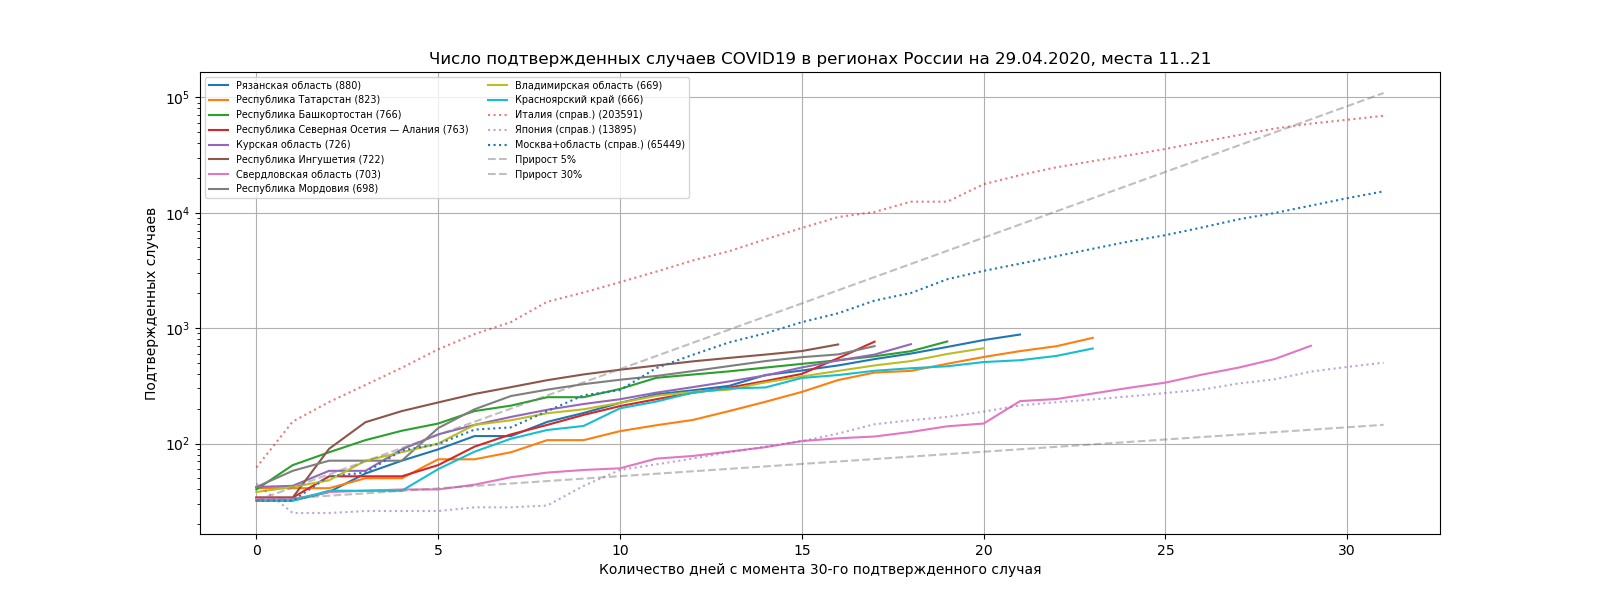 Число подтвержденных случаев COVID19 в регионах России на 29.04.2020, места 11..21
Рязанская область (880)
Республика Татарстан (823)
Республика Башкортостан (766)
Республика Северная Осетия — Алания (763)
Курская область (726)
Республика Ингушетия (722)
Свердловская область (703)
Республика Мордовия (698)
Владимирская область (669)
Красноярский край (666)
Италия (справ.) (203591)
Япония (справ.) (13895)
Москва+область (справ.) (65449)
Прирост 5%
Прирост 30%
Подтвержденных случаев
10⁵
10⁴
10³
10²
0 5 10 15 20 25 30
Количество дней с момента 30-го подтвержденного случая